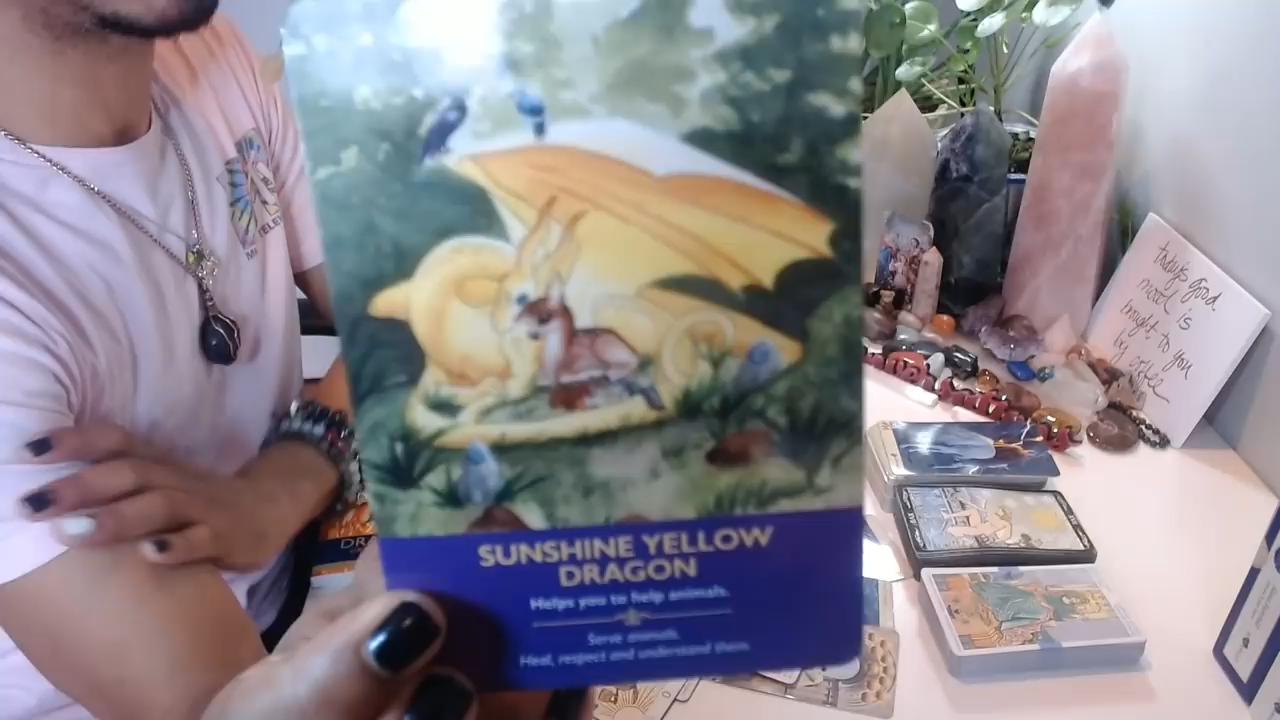 SUNSHINE YELLOW
DRAGON
Helps you to help animals.
Serve animals.
Heal, respect and understand them.
today's good
mood is
brought to you
by coffee
DR